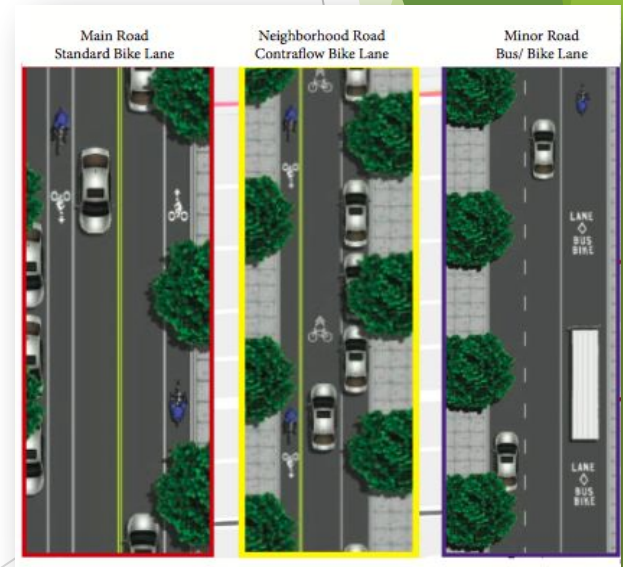 Main Road
Standard Bike Lane
Neighborhood Road
Contraflow Bike Lane
Minor Road
Bus/ Bike Lane
LANE
BUS
BIKE
LANE
BUS
BIKE